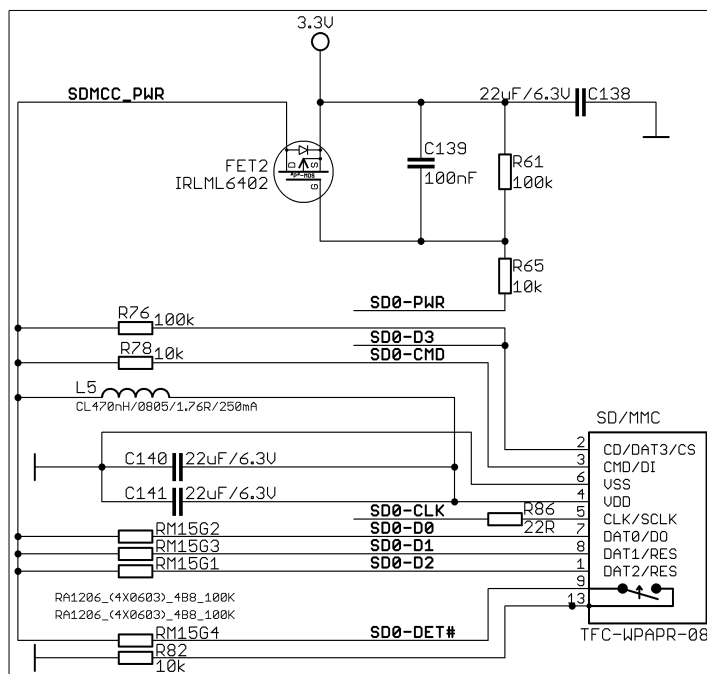 3.3V
SDMCC_PWR
22uF/6.3V C138
C139
100nF
R61
100k
FET2
IRLML6402
D S
"P"-MOS
G
R65
10k
SD0-PWR
R76 100k
SD0-D3
R78 10k
SD0-CMD
L5
CL470nH/0805/1.76R/250mA
SD/MMC
2 CD/DAT3/CS
C140 22uF/6.3V
3 CMD/DI
6 VSS
C141 22uF/6.3V
4 VDD
SD0-CLK R86
22R
5 CLK/SCLK
RM15G2 SD0-D0
7 DAT0/DO
RM15G3 SD0-D1
8 DAT1/RES
RM15G1 SD0-D2
1 DAT2/RES
9
RA1206_(4X0603)_4B8_100K
13
RA1206_(4X0603)_4B8_100K
RM15G4 SD0-DET#
TFC-WPAPR-08
R82
10k